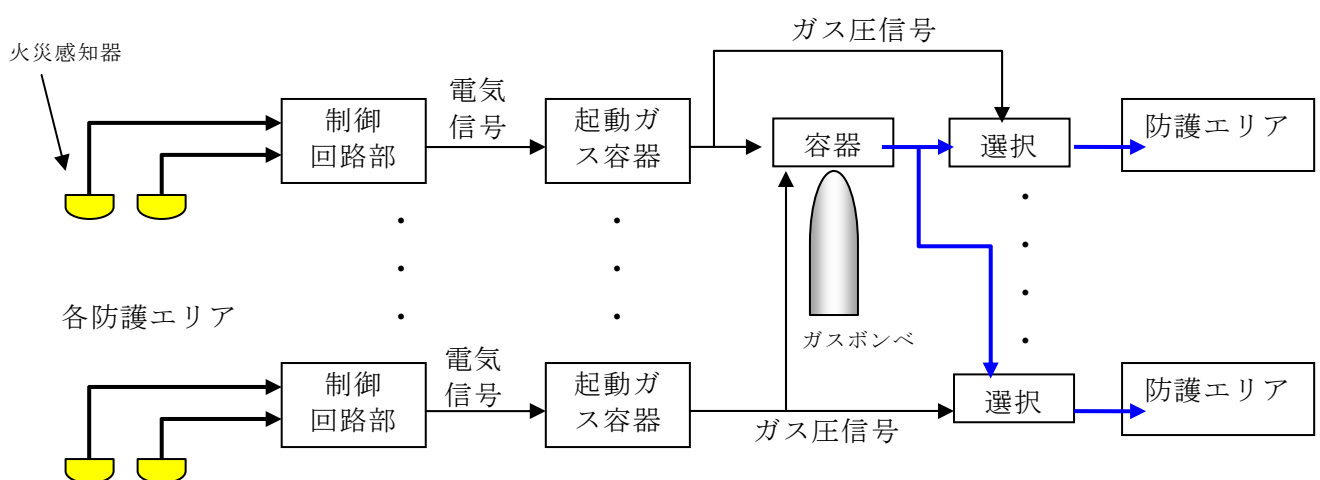 ガス圧信号
火災感知器
電気
信号
制御
回路部
起動ガ
ス容器
容器
選択
防護エリア
各防護エリア
ガスボンベ
電気
信号
制御
回路部
起動ガ
ス容器
ガス圧信号
選択
防護エリア